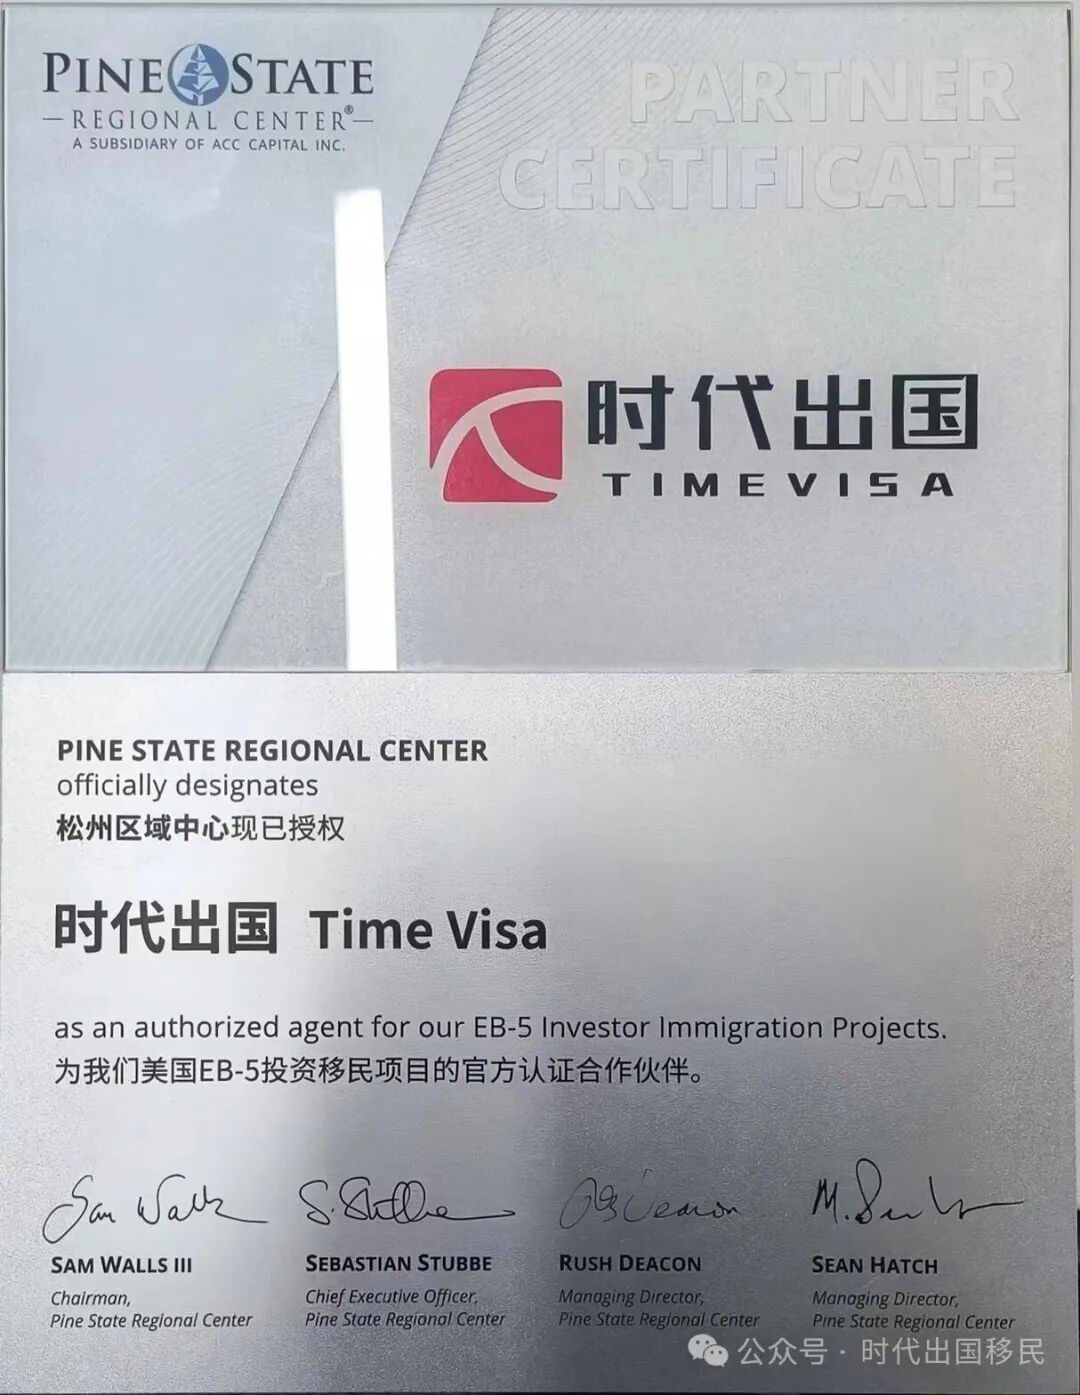 PINE STATE
REGIONAL CENTER®
A SUBSIDIARY OF ACC CAPITAL INC.
PARTNER
CERTIFICATE
时代出国
TIMEVISA
PINE STATE REGIONAL CENTER
officially designates
松州区域中心现已授权
时代出国 Time Visa
as an authorized agent for our EB-5 Investor Immigration Projects.
为我们美国EB-5投资移民项目的官方认证合作伙伴。
Sam Walls
S. Stubbe
SAM WALLS III
Chairman,
Pine State Regional Center
SEBASTIAN STUBBE
Chief Executive Officer,
Pine State Regional Center
RUSH DEACON
Managing Director,
Pine State Regional Center
SEAN HATCH
Managing Director,
Pine State Regional Center
公众号·时代出国移民